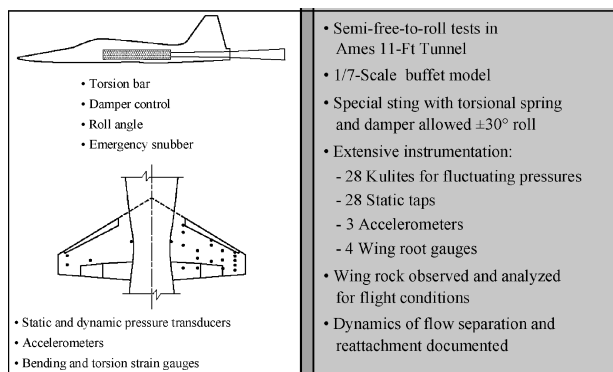 • Torsion bar
• Damper control
• Roll angle
• Emergency snubber
• Static and dynamic pressure transducers
• Accelerometers
• Bending and torsion strain gauges
• Semi-free-to-roll tests in
Ames 11-Ft Tunnel
• 1/7-Scale buffet model
• Special sting with torsional spring
and damper allowed ±30° roll
• Extensive instrumentation:
- 28 Kulites for fluctuating pressures
- 28 Static taps
- 3 Accelerometers
- 4 Wing root gauges
• Wing rock observed and analyzed
for flight conditions
• Dynamics of flow separation and
reattachment documented